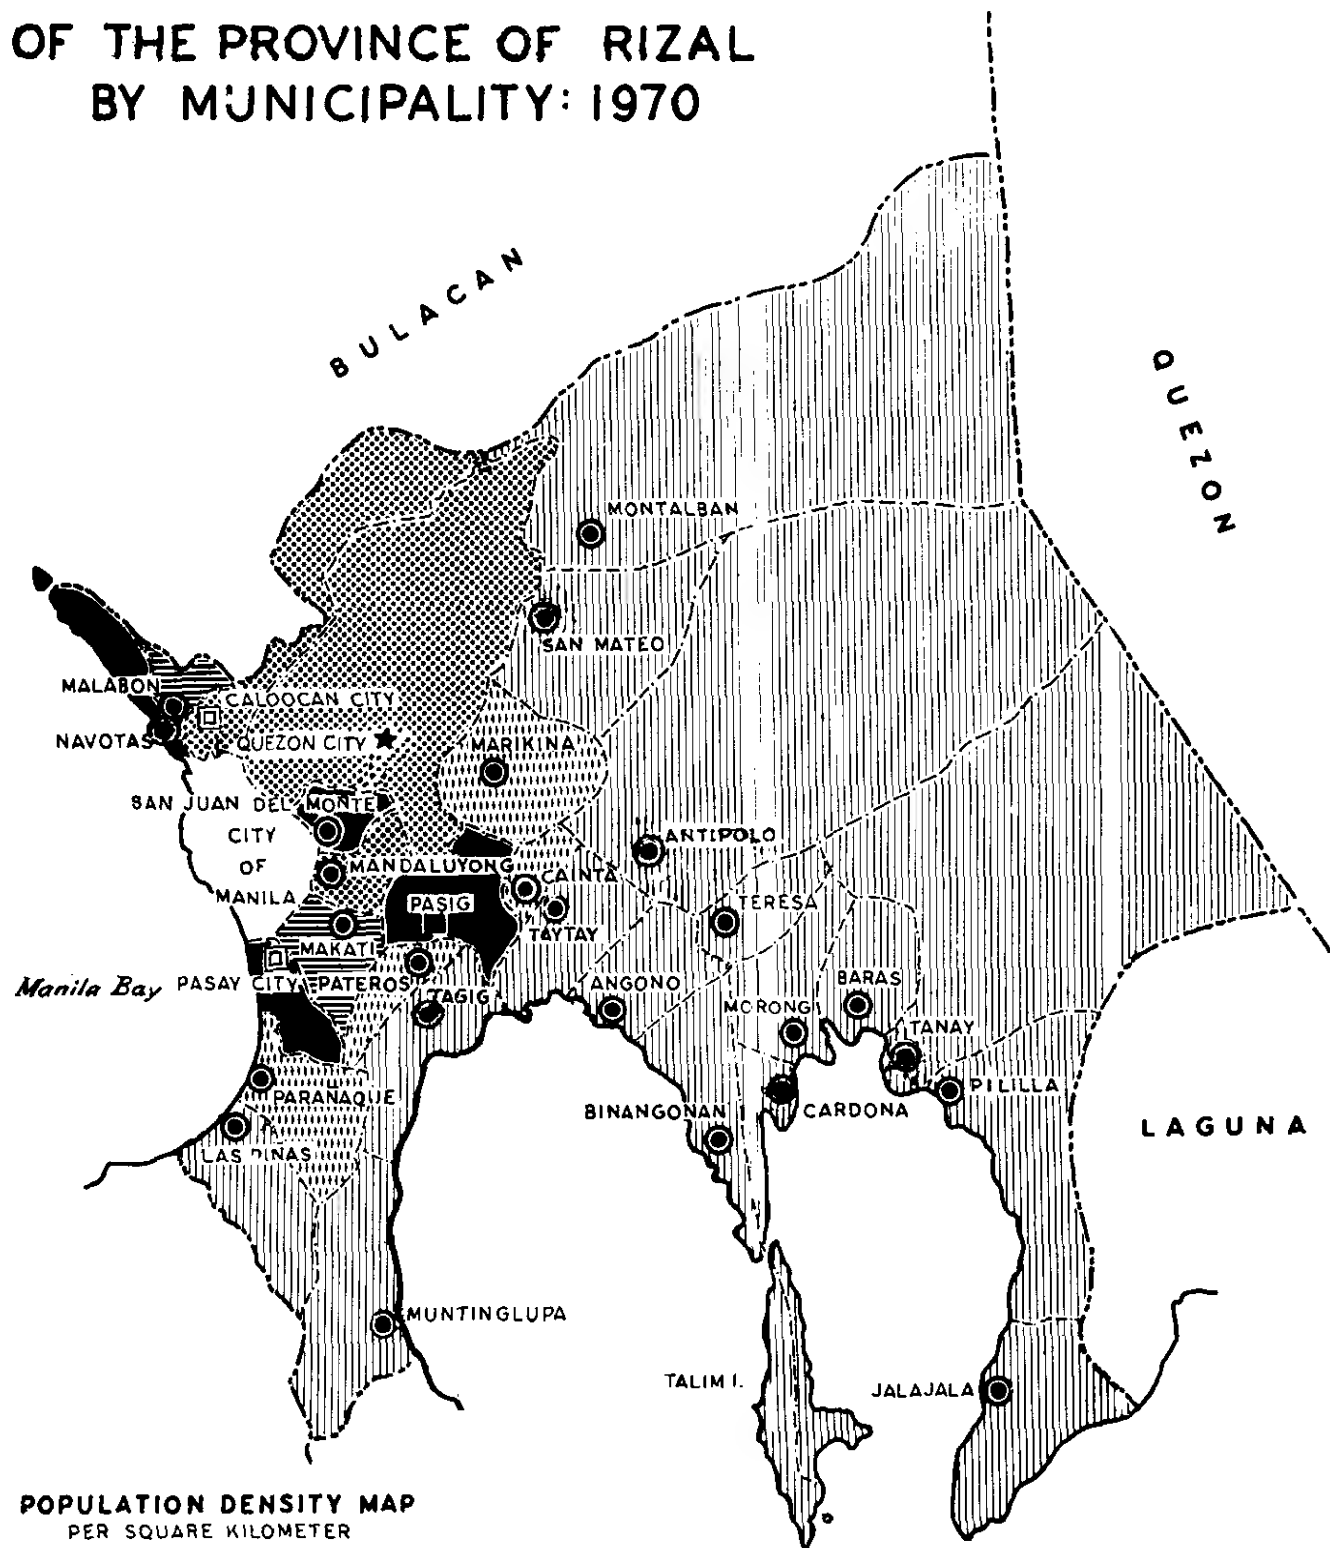 OF THE PROVINCE OF RIZAL
BY MUNICIPALITY: 1970
BULACAN
QUEZON
MONTALBAN
SAN MATEO
MALABON
CALOOCAN CITY
NAVOTAS
QUEZON CITY
MARIKINA
SAN JUAN DEL MONTE
CITY
OF
MANILA
ANTIPOLO
MANDALUYONG
CAINTA
PASIG
TERESA
TAYTAY
MAKATI
Manila Bay
PASAY CITY
PATEROS
TAGIG
ANGONO
BARAS
MORONG
TANAY
PARAÑAQUE
BINANGONAN
CARDONA
PILILLA
LAGUNA
LAS PIÑAS
MUNTINGLUPA
TALIM I.
JALAJALA
POPULATION DENSITY MAP
PER SQUARE KILOMETER